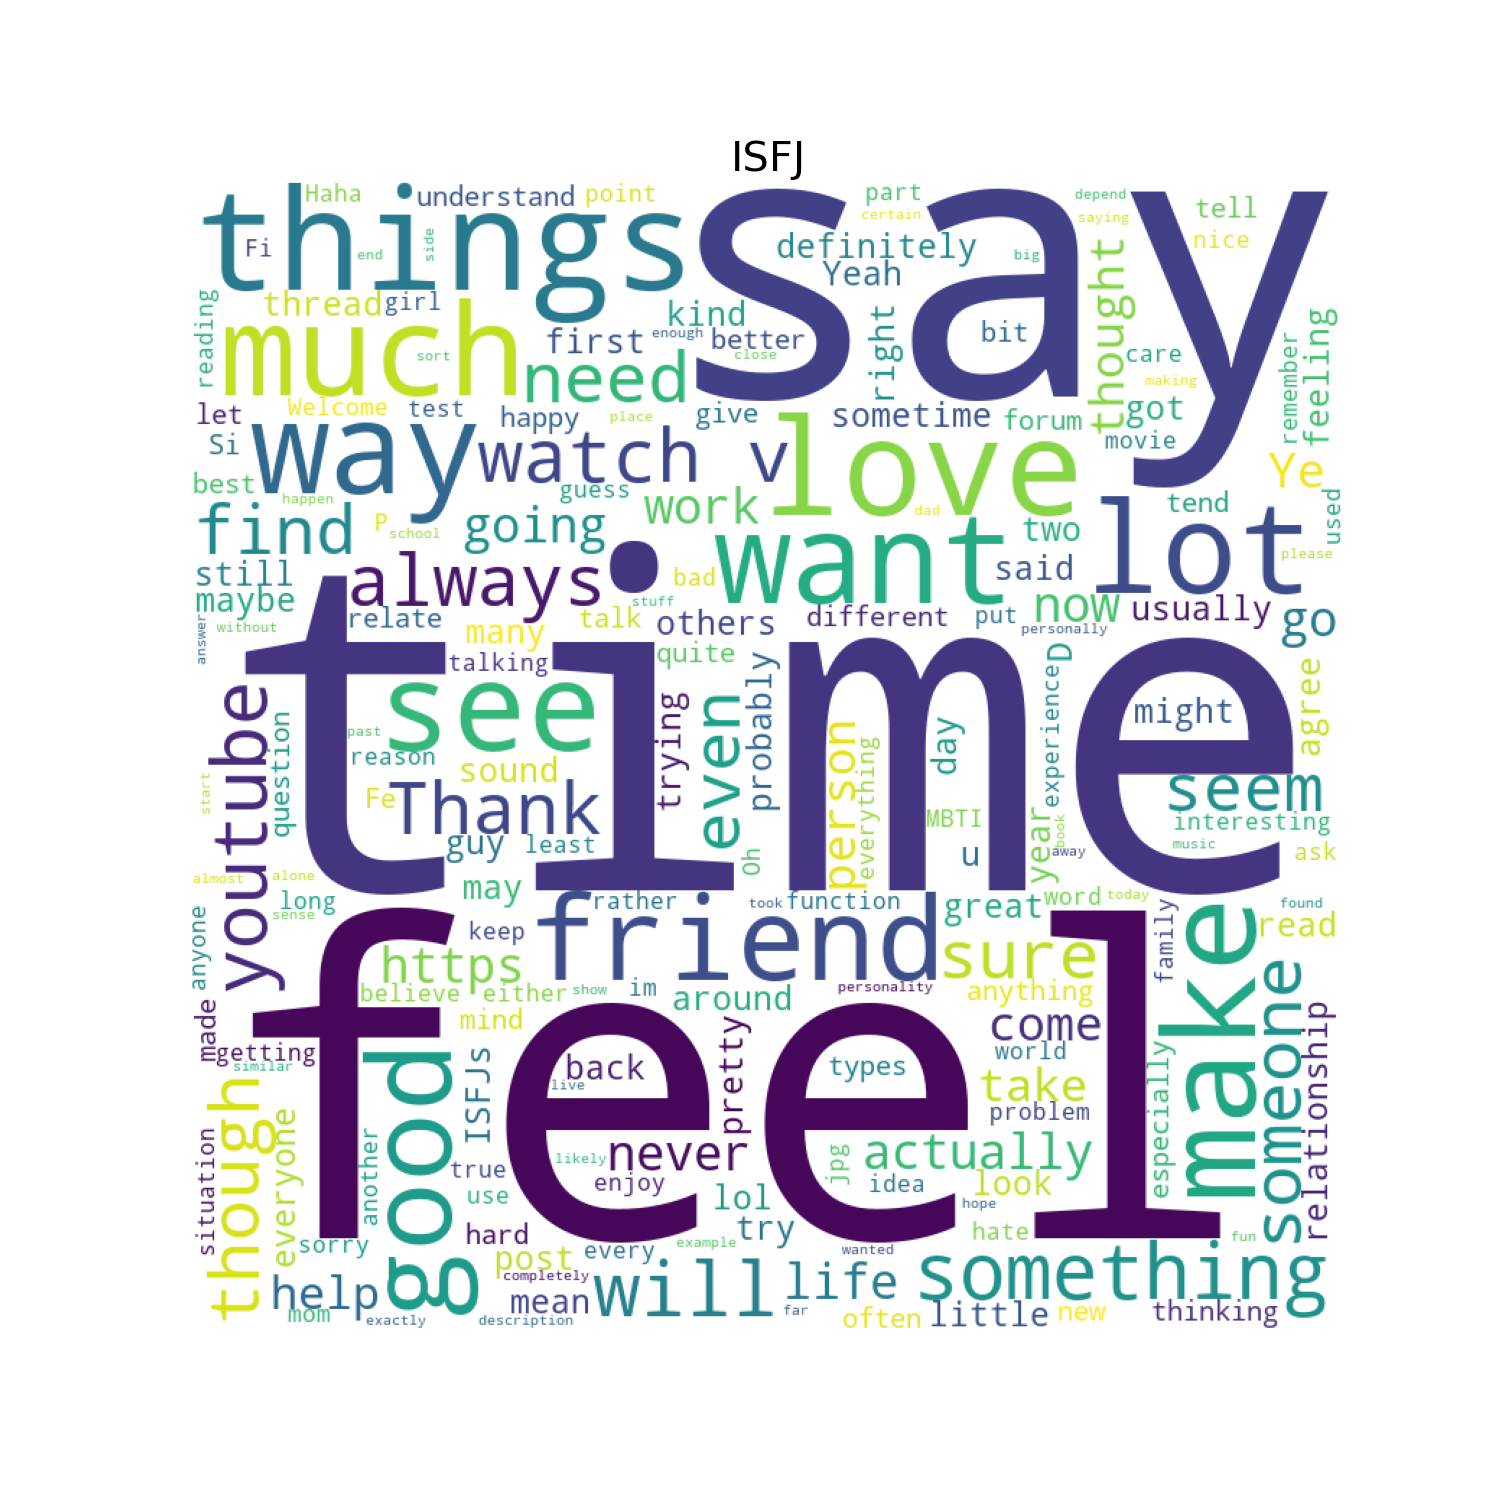 ISFJ
Haha
understand
point
part
certain
depend
saying
tell
nice
things
say
Fi
end
side
definitely
Yeah
big
thought
reading
thread
girl
much
sort
first
kind
enough
better
close
right
bit
care
making
remember
feeling
need
let
Welcome
test
happy
place
give
sometime
forum
got
movie
Si
way
watch v
love
Ye
best
happen
guess
work
dad
tend
used
find
P
school
going
want
two
lot
please
still
always
bad
said
maybe
stuff
now
usually
go
answer
without
relate
many
talk
others
different
put
personally
time
talking
quite
probably
D
agree
youtube
see
trying
even
person
everything
day
experience
might
question
past
reason
sound
seem
start
Fe
Thank
MBTI
year
book
interesting
guy
least
Oh
u
away
music
ask
almost
alone
may
long
sense
rather
took
function
great
word
today
found
anyone
keep
friend
sure
family
read
https
believe
either
show
im
around
personality
anything
made
mind
pretty
come
make
someone
relationship
getting
similar
feel
back
live
types
world
take
though
everyone
good
ISFJs
problem
especially
situation
another
true
likely
never
jpg
actually
use
enjoy
idea
look
lol
hope
hard
try
hate
fun
sorry
post
every
example
wanted
something
help
completely
mean
will
life
mom
exactly
description
far
often
little
new
thinking